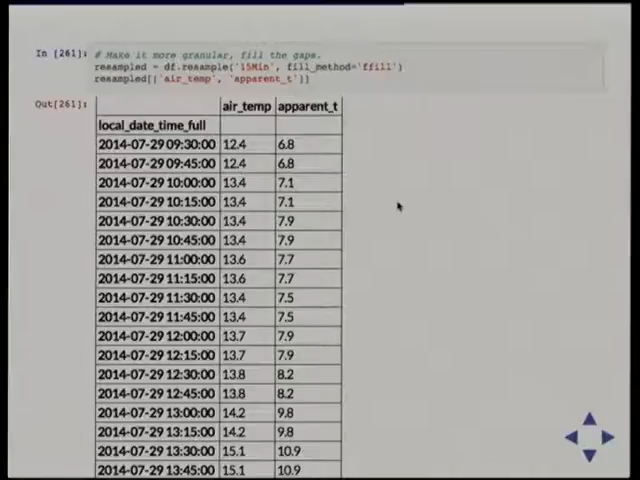 In [261]: # Make it more granular, fill the gaps.
resampled = df.resample('15Min', fill_method='ffill')
resampled[['air_temp', 'apparent_t']]
Out[261]:
air_temp apparent_t
local_date_time_full
2014-07-29 09:30:00 12.4 6.8
2014-07-29 09:45:00 12.4 6.8
2014-07-29 10:00:00 13.4 7.1
2014-07-29 10:15:00 13.4 7.1
2014-07-29 10:30:00 13.4 7.9
2014-07-29 10:45:00 13.4 7.9
2014-07-29 11:00:00 13.6 7.7
2014-07-29 11:15:00 13.6 7.7
2014-07-29 11:30:00 13.4 7.5
2014-07-29 11:45:00 13.4 7.5
2014-07-29 12:00:00 13.7 7.9
2014-07-29 12:15:00 13.7 7.9
2014-07-29 12:30:00 13.8 8.2
2014-07-29 12:45:00 13.8 8.2
2014-07-29 13:00:00 14.2 9.8
2014-07-29 13:15:00 14.2 9.8
2014-07-29 13:30:00 15.1 10.9
2014-07-29 13:45:00 15.1 10.9